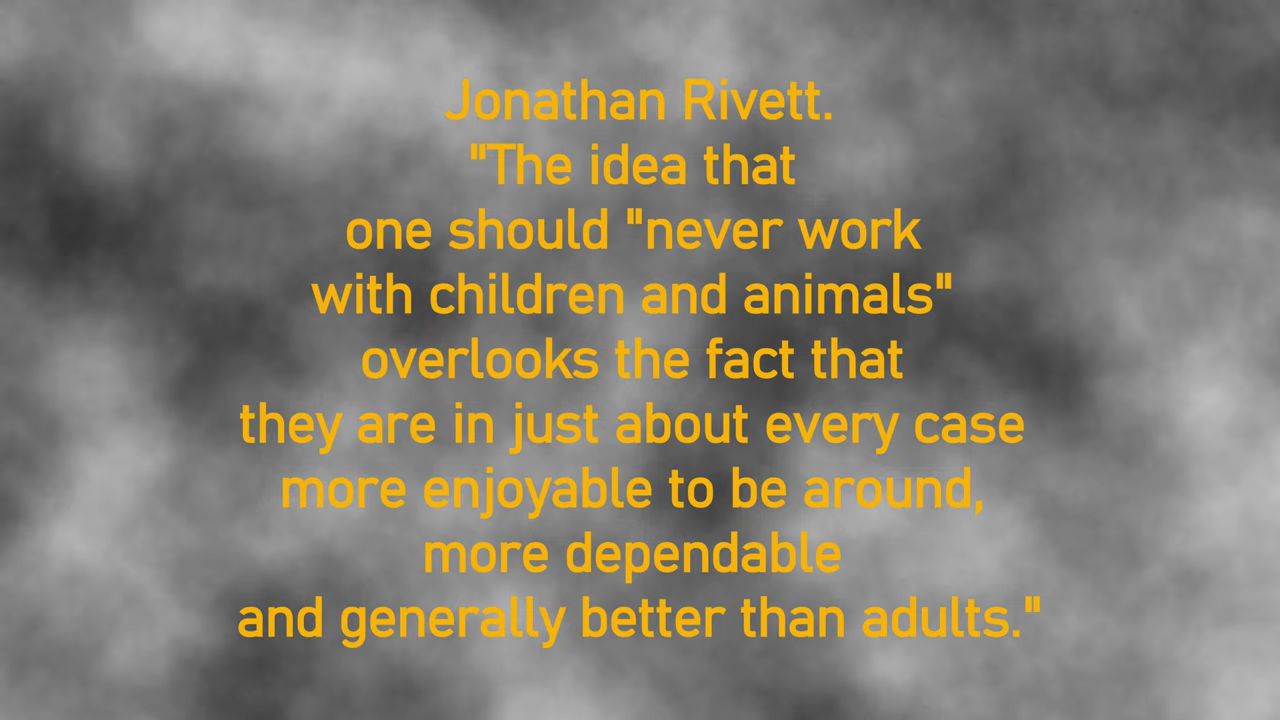 Jonathan Rivett.
"The idea that
one should "never work
with children and animals"
overlooks the fact that
they are in just about every case
more enjoyable to be around,
more dependable
and generally better than adults."